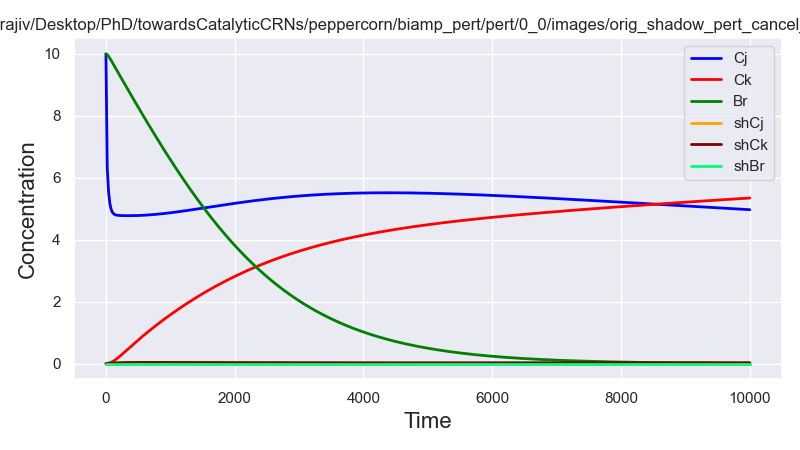 rajiv/Desktop/PhD/towardsCatalyticCRNs/peppercorn/biamp_pert/pert/0_0/images/orig_shadow_pert_cancel_
10
8
6
4
2
0
Concentration
Cj
Ck
Br
shCj
shCk
shBr
0 2000 4000 6000 8000 10000
Time